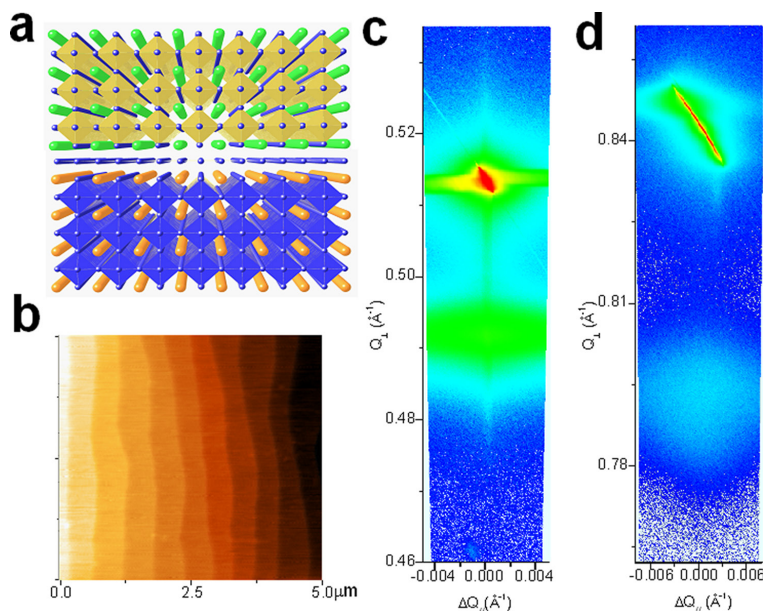 a
b
0.0
2.5
5.0μm
c
0.52
0.50
0.48
0.46
Q⊥ (Å⁻¹)
-0.004
0.000
0.004
ΔQ// (Å⁻¹)
d
0.84
0.81
0.78
Q⊥ (Å⁻¹)
-0.006
0.000
0.006
ΔQ// (Å⁻¹)